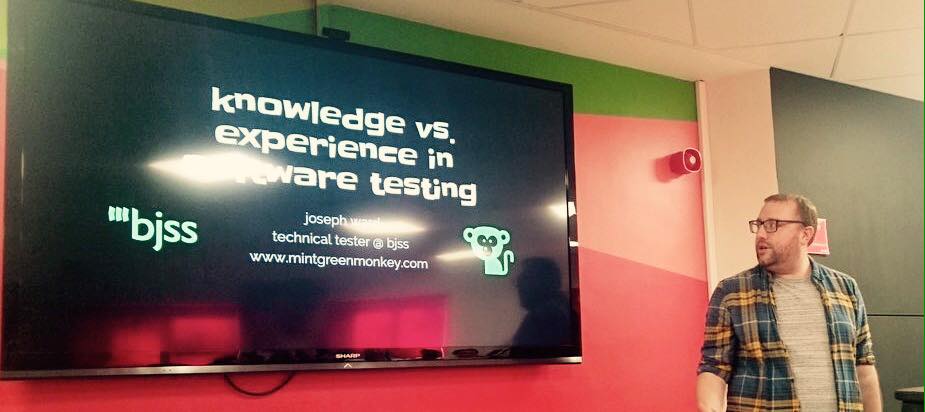 knowledge vs.
experience in
testing
bjss
joseph
technical tester @ bjss
www.mintgreenmonkey.com
SHARP